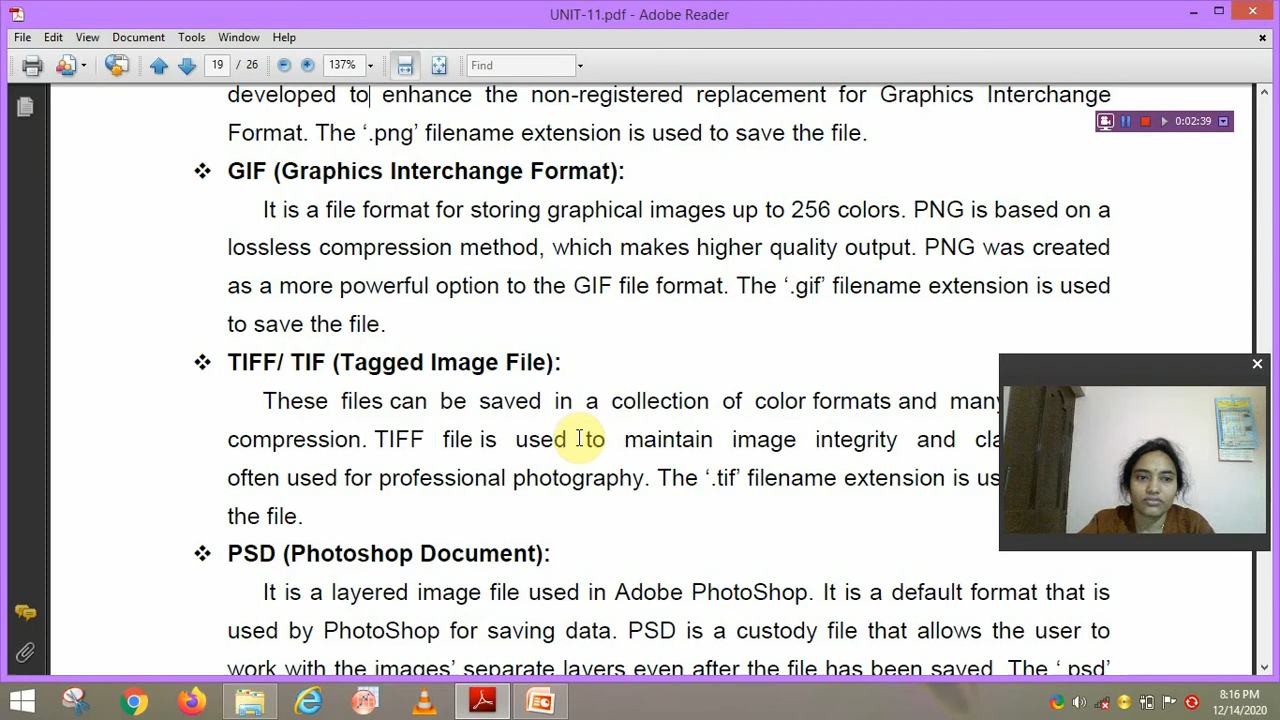 UNIT-11.pdf - Adobe Reader
File Edit View Document Tools Window Help
19 / 26 137% Find
developed to enhance the non-registered replacement for Graphics Interchange
Format. The ‘.png’ filename extension is used to save the file.
0:02:39
❖ GIF (Graphics Interchange Format):
It is a file format for storing graphical images up to 256 colors. PNG is based on a
lossless compression method, which makes higher quality output. PNG was created
as a more powerful option to the GIF file format. The ‘.gif’ filename extension is used
to save the file.
❖ TIFF/ TIF (Tagged Image File):
These files can be saved in a collection of color formats and many
compression. TIFF file is used to maintain image integrity and cla
often used for professional photography. The ‘.tif’ filename extension is us
the file.
❖ PSD (Photoshop Document):
It is a layered image file used in Adobe PhotoShop. It is a default format that is
used by PhotoShop for saving data. PSD is a custody file that allows the user to
work with the images’ separate layers even after the file has been saved. The ‘.psd’
8:16 PM
12/14/2020